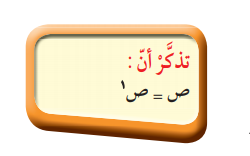 تذكَّرْ أنّ :
ص = ص١